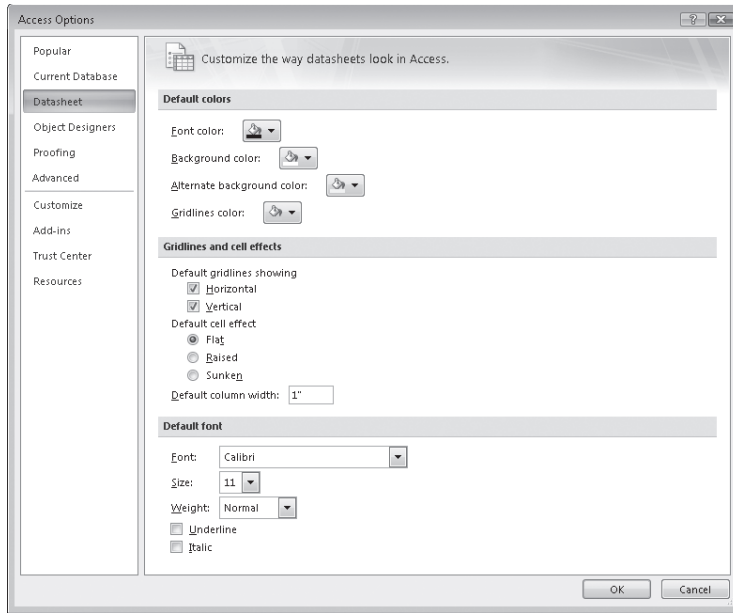 Access Options
Popular
Current Database
Datasheet
Object Designers
Proofing
Advanced
Customize
Add-ins
Trust Center
Resources
Customize the way datasheets look in Access.
Default colors
Font color:
Background color:
Alternate background color:
Gridlines color:
Gridlines and cell effects
Default gridlines showing
Horizontal
Vertical
Default cell effect
Flat
Raised
Sunken
Default column width: 1"
Default font
Font: Calibri
Size: 11
Weight: Normal
Underline
Italic
OK Cancel